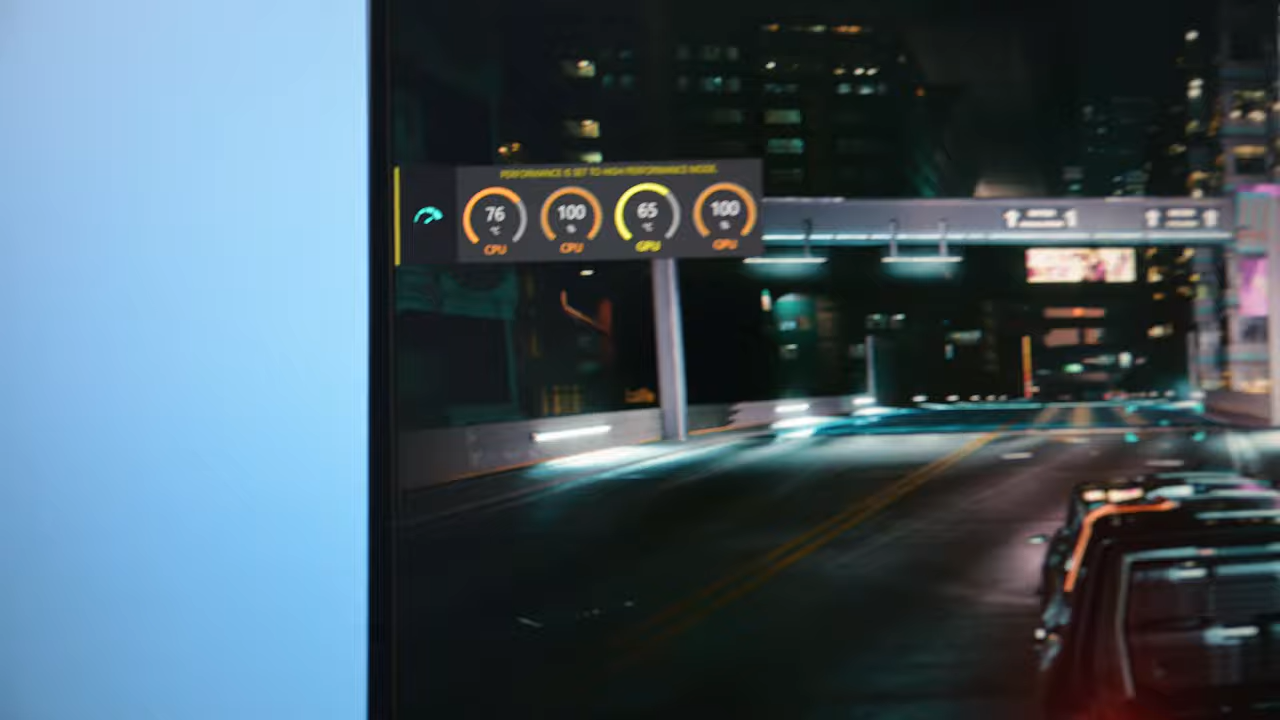 PERFORMANCE IS SET TO HIGH PERFORMANCE MODE.
76 100 65 100
°C % °C %
CPU CPU GPU GPU